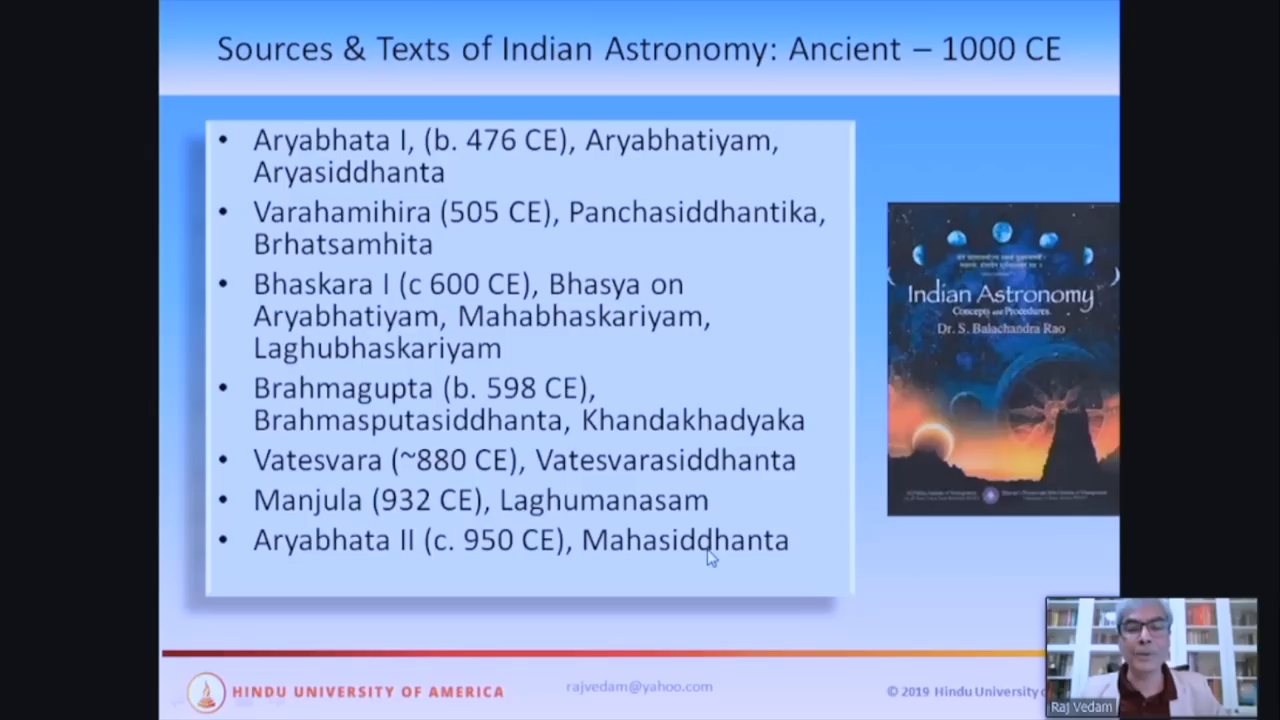 Sources & Texts of Indian Astronomy: Ancient – 1000 CE
• Aryabhata I, (b. 476 CE), Aryabhatiyam,
Aryasiddhanta
• Varahamihira (505 CE), Panchasiddhantika,
Brhatsamhita
• Bhaskara I (c 600 CE), Bhasya on
Aryabhatiyam, Mahabhaskariyam,
Laghubhaskariyam
• Brahmagupta (b. 598 CE),
Brahmasputasiddhanta, Khandakhadyaka
• Vatesvara (~880 CE), Vatesvarasiddhanta
• Manjula (932 CE), Laghumanasam
• Aryabhata II (c. 950 CE), Mahasiddhanta
Indian Astronomy
Concepts and Procedures
Dr. S. Balachandra Rao
HINDU UNIVERSITY OF AMERICA
rajvedam@yahoo.com
© 2019 Hindu University
Raj Vedam